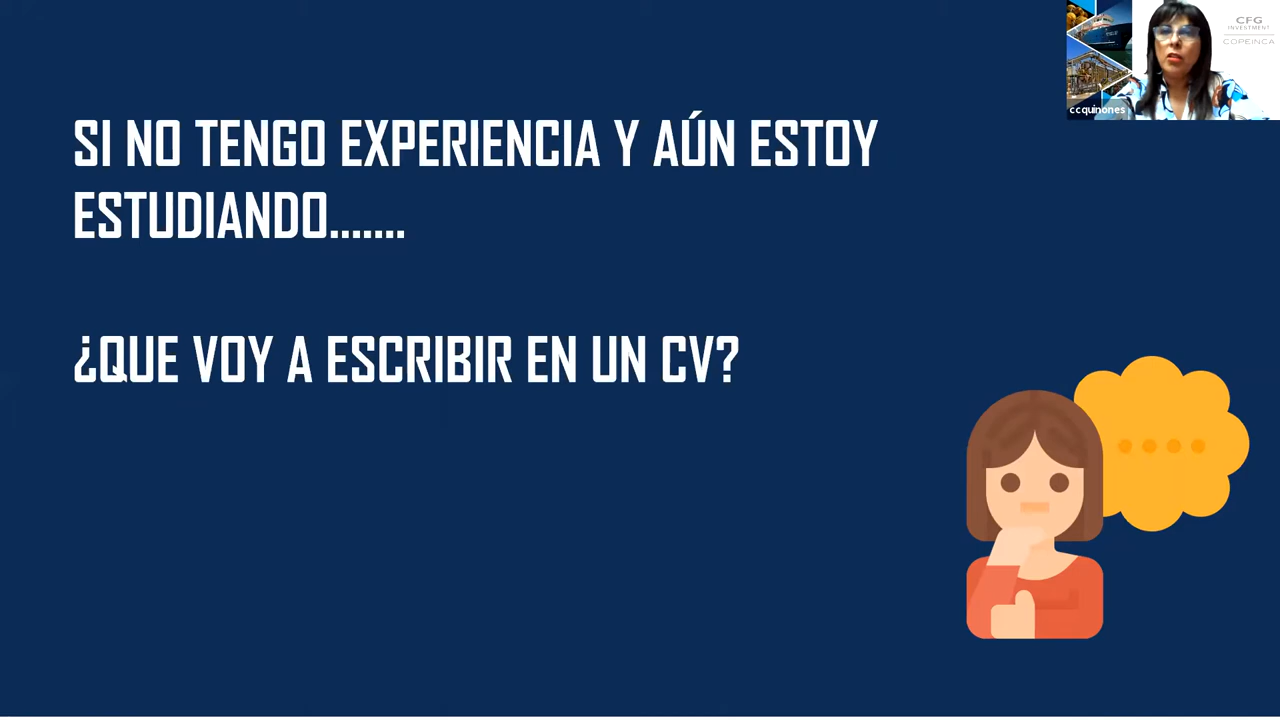 SI NO TENGO EXPERIENCIA Y AÚN ESTOY
ESTUDIANDO.......
¿QUE VOY A ESCRIBIR EN UN CV?
CFG
INVESTMENT
COPEINCA
ccquinones